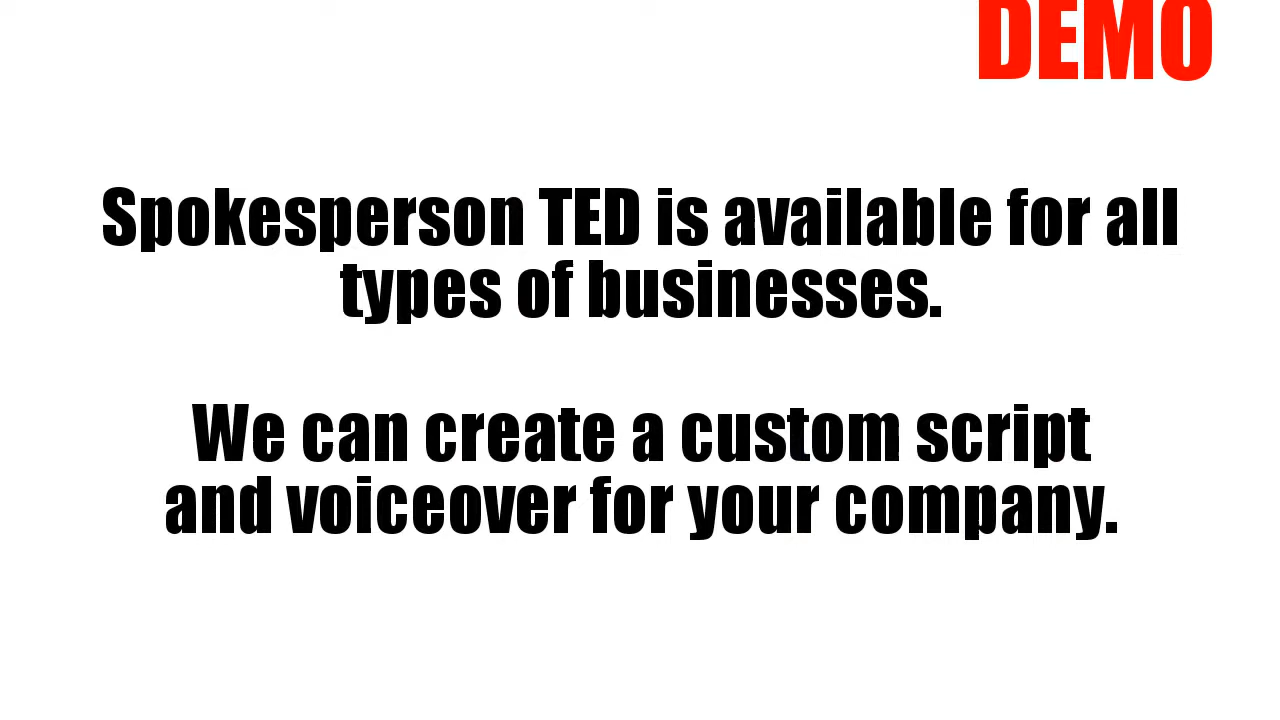 DEMO
Spokesperson TED is available for all
types of businesses.
We can create a custom script
and voiceover for your company.